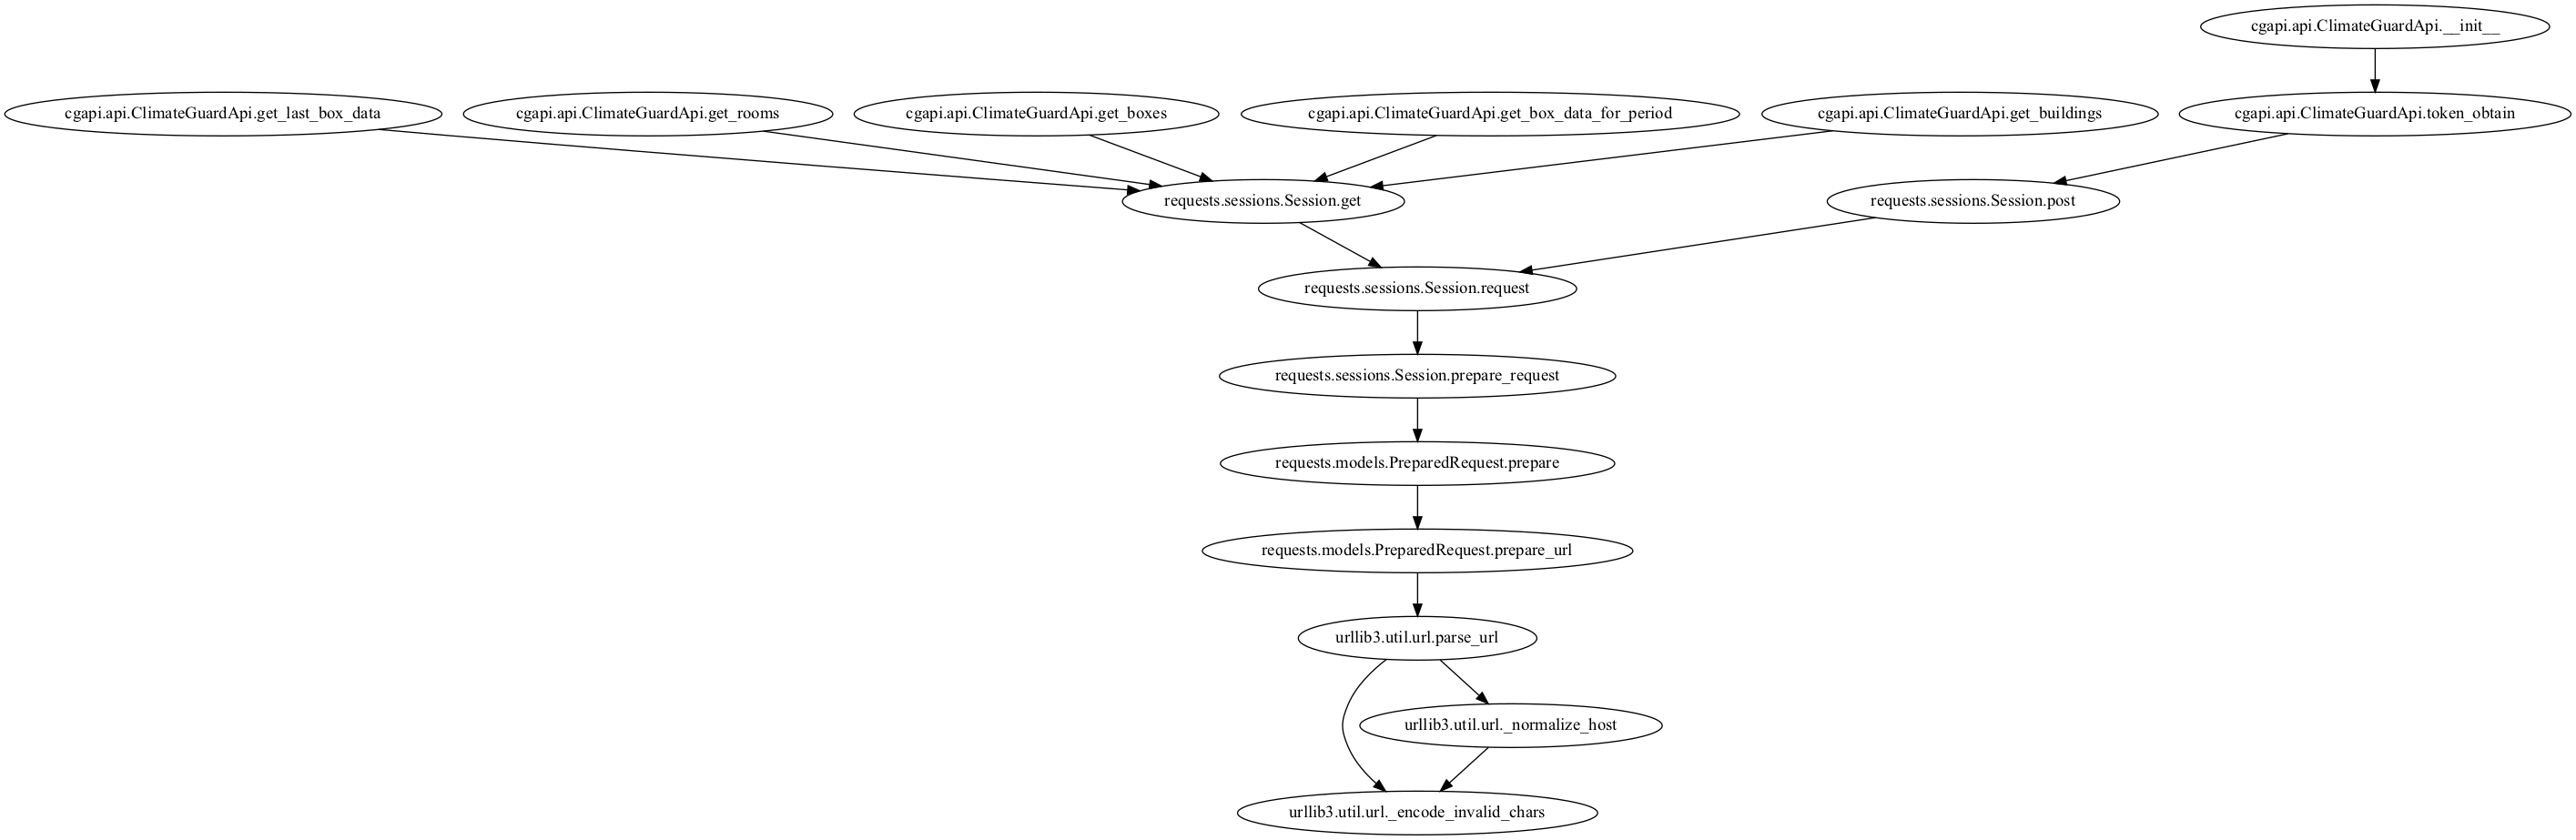 cgapi.api.ClimateGuardApi.__init__
cgapi.api.ClimateGuardApi.get_last_box_data
cgapi.api.ClimateGuardApi.get_rooms
cgapi.api.ClimateGuardApi.get_boxes
cgapi.api.ClimateGuardApi.get_box_data_for_period
cgapi.api.ClimateGuardApi.get_buildings
cgapi.api.ClimateGuardApi.token_obtain
requests.sessions.Session.get
requests.sessions.Session.post
requests.sessions.Session.request
requests.sessions.Session.prepare_request
requests.models.PreparedRequest.prepare
requests.models.PreparedRequest.prepare_url
urllib3.util.url.parse_url
urllib3.util.url._normalize_host
urllib3.util.url._encode_invalid_chars